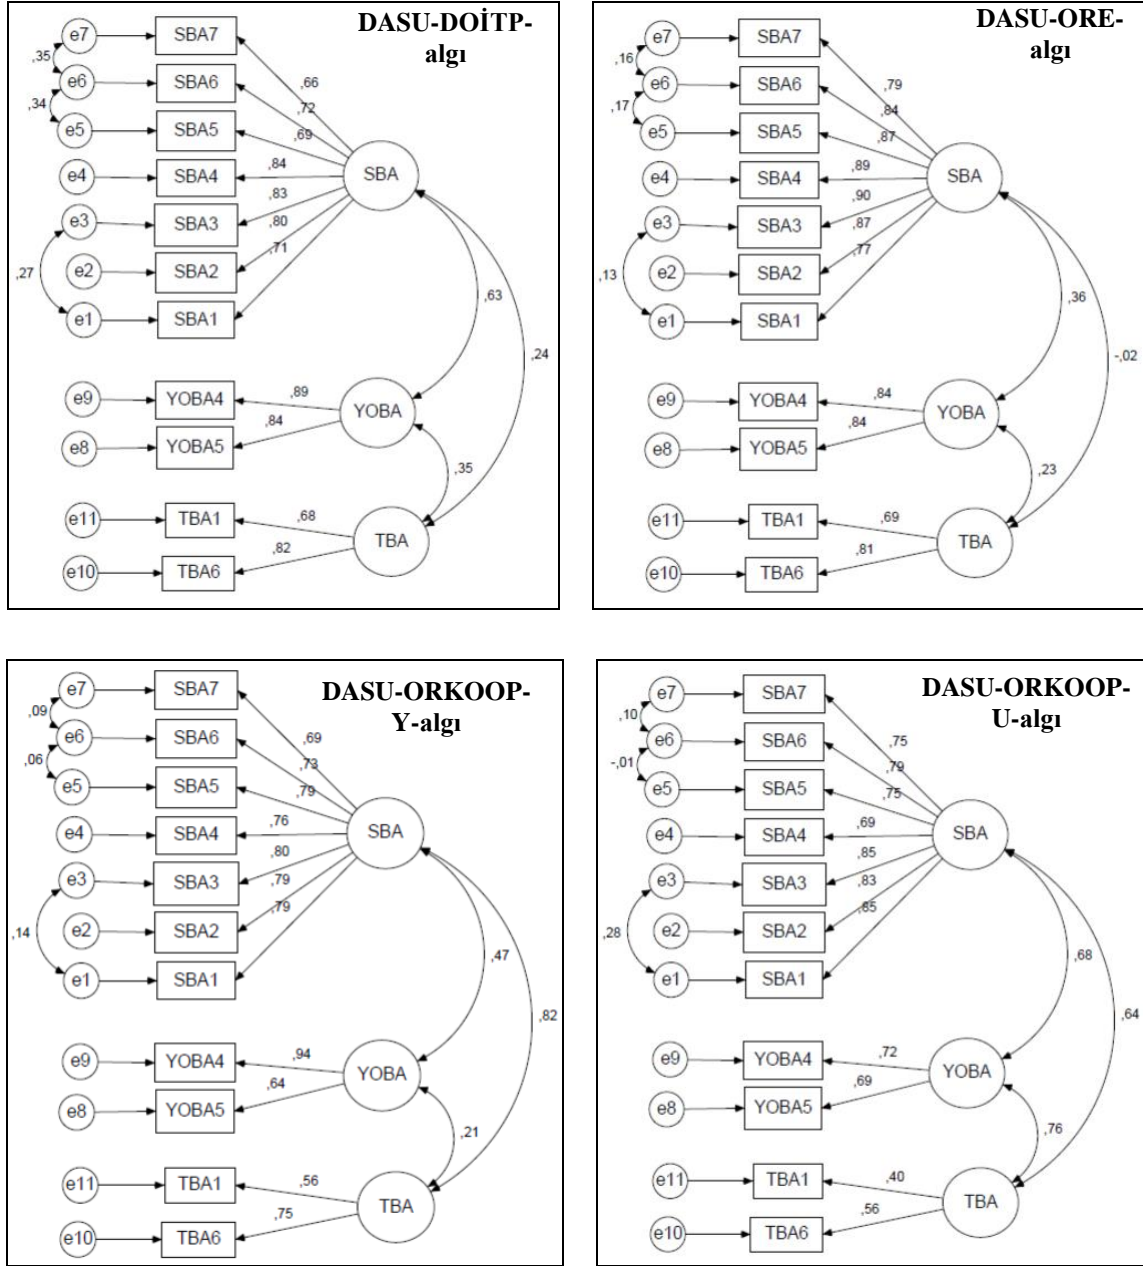 DASU-DOİTP-
algı
e7
SBA7
,35
,66
e6
SBA6
,72
,34
e5
SBA5
,69
e4
SBA4
,84
SBA
,83
e3
SBA3
,80
e2
SBA2
,71
,27
e1
SBA1
,63
,24
e9
YOBA4
,89
YOBA
,84
e8
YOBA5
,35
e11
TBA1
,68
TBA
,82
e10
TBA6
DASU-ORE-
algı
e7
SBA7
,16
,79
e6
SBA6
,84
,17
e5
SBA5
,87
e4
SBA4
,89
SBA
,90
e3
SBA3
,87
e2
SBA2
,77
,13
e1
SBA1
,36
-,02
e9
YOBA4
,84
YOBA
,84
e8
YOBA5
,23
e11
TBA1
,69
TBA
,81
e10
TBA6
DASU-ORKOOP-
Y-algı
e7
SBA7
,09
,69
e6
SBA6
,73
,06
e5
SBA5
,79
e4
SBA4
,76
SBA
,80
e3
SBA3
,79
e2
SBA2
,79
,14
e1
SBA1
,47
,82
e9
YOBA4
,94
YOBA
,64
e8
YOBA5
,21
e11
TBA1
,56
TBA
,75
e10
TBA6
DASU-ORKOOP-
U-algı
e7
SBA7
,10
,75
e6
SBA6
,79
-,01
e5
SBA5
,75
e4
SBA4
,69
SBA
,85
e3
SBA3
,83
e2
SBA2
,85
,28
e1
SBA1
,68
,64
e9
YOBA4
,72
YOBA
,69
e8
YOBA5
,76
e11
TBA1
,40
TBA
,56
e10
TBA6